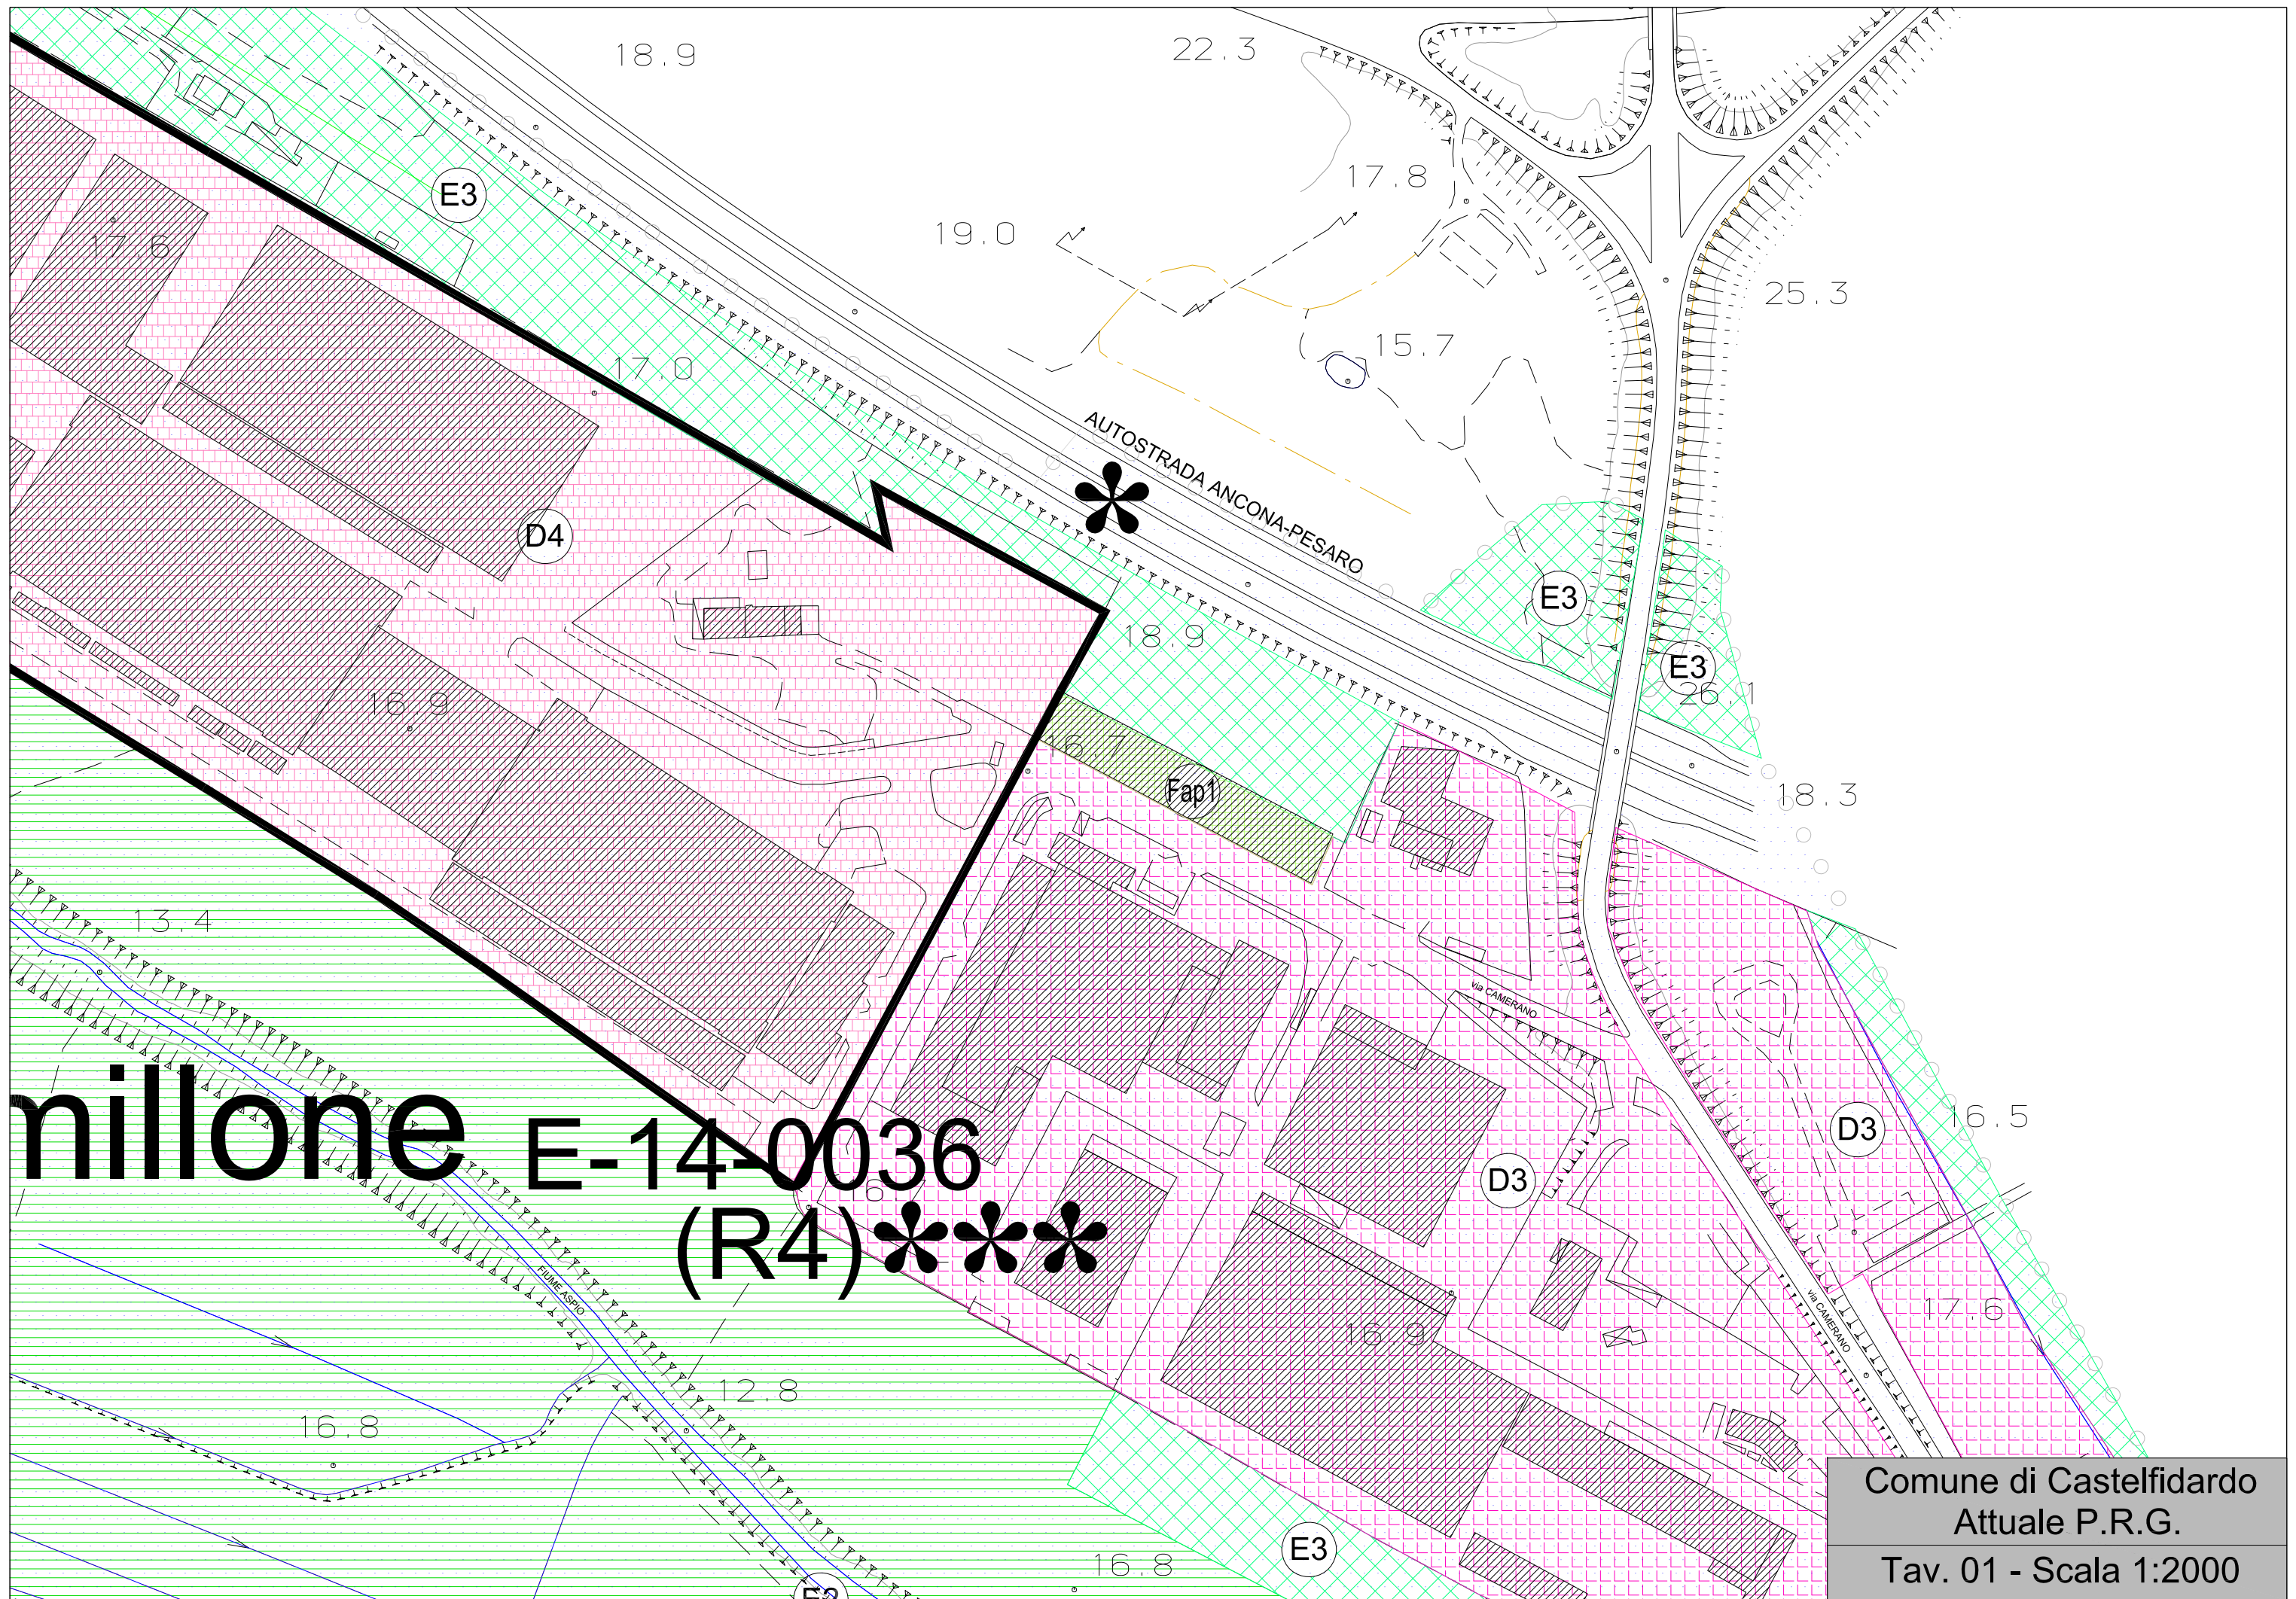 18.9
22.3
17.8
E3
17.6
19.0
25.3
15.7
17.0
AUTOSTRADA ANCONA-PESARO
*
D4
E3
18.9
E3
26.1
16.9
16.7
Fap1
18.3
13.4
via CAMERANO
millone
E-14-0036
(R4)***
D3
16.5
D3
FIUME ASPIO
17.6
via CAMERANO
16.9
12.8
16.8
E3
16.8
Comune di Castelfidardo
Attuale P.R.G.
Tav. 01 - Scala 1:2000